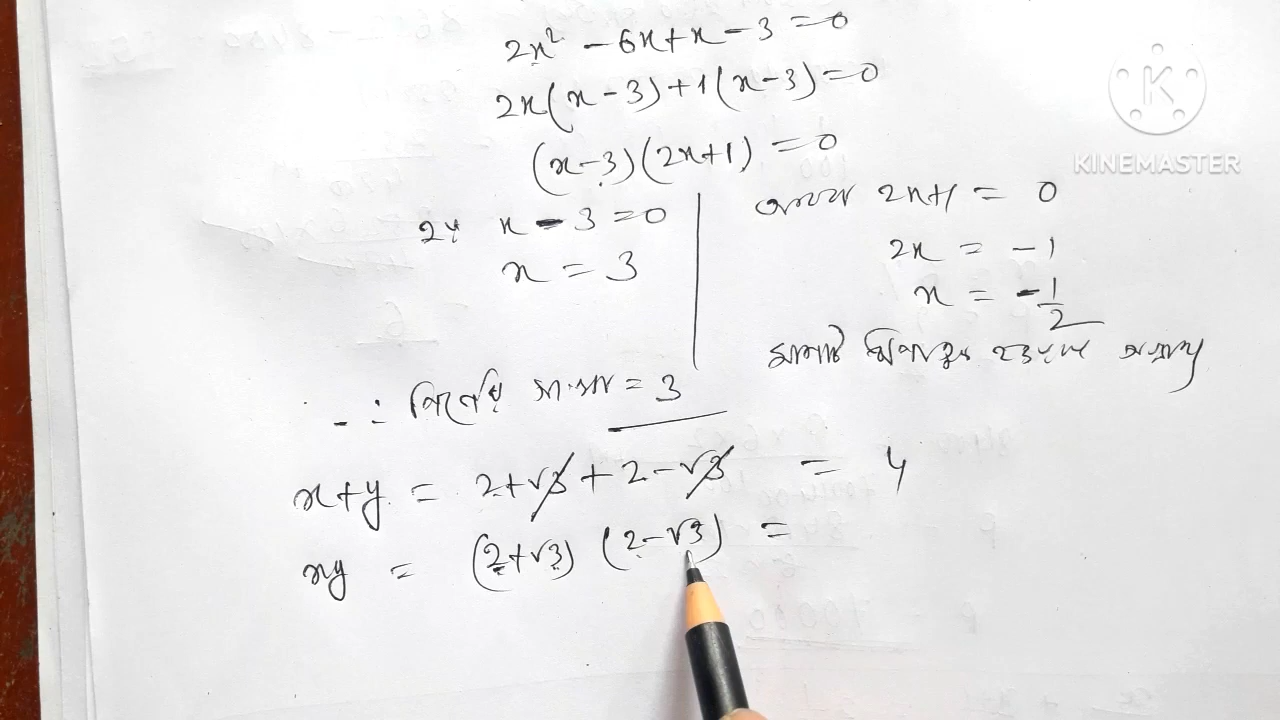 2x² - 6x + x - 3 = 0
2x(x - 3) + 1(x - 3) = 0
(x - 3)(2x + 1) = 0
হয় x - 3 = 0
x = 3
অথবা 2x+1 = 0
2x = -1
x = -1/2
∴ নির্ণেয় সংখ্যা = 3
x+y = 2+√3 + 2-√3 = 4
xy = (2+√3) (2-√3) =
K
KINEMASTER